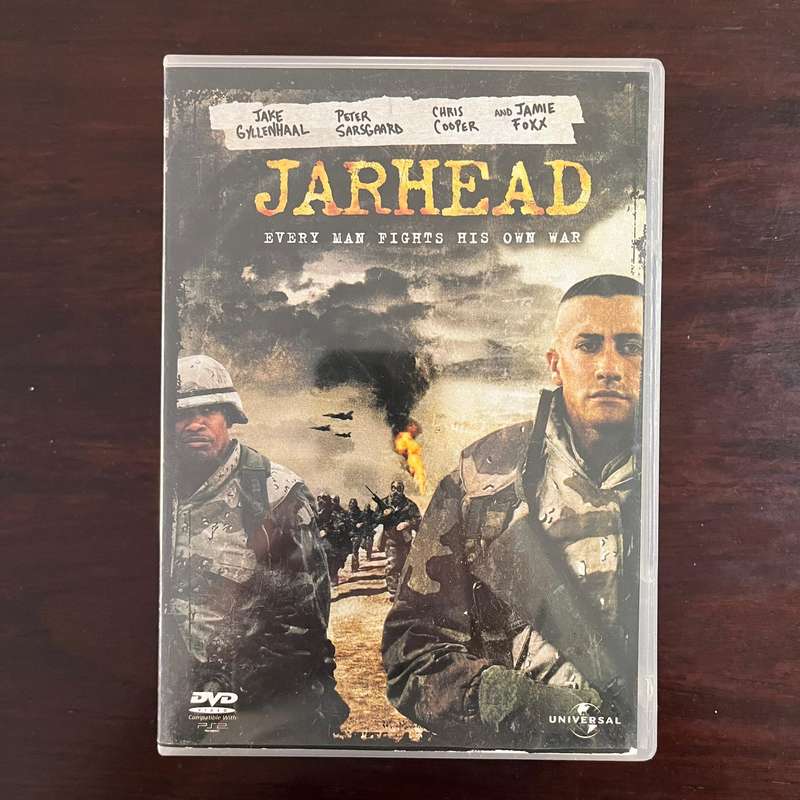 JAKE GYLLENHAAL
PETER SARSGAARD
CHRIS COOPER
AND JAMIE FOXX
JARHEAD
EVERY MAN FIGHTS HIS OWN WAR
DVD
VIDEO
Compatible With
PS2
UNIVERSAL